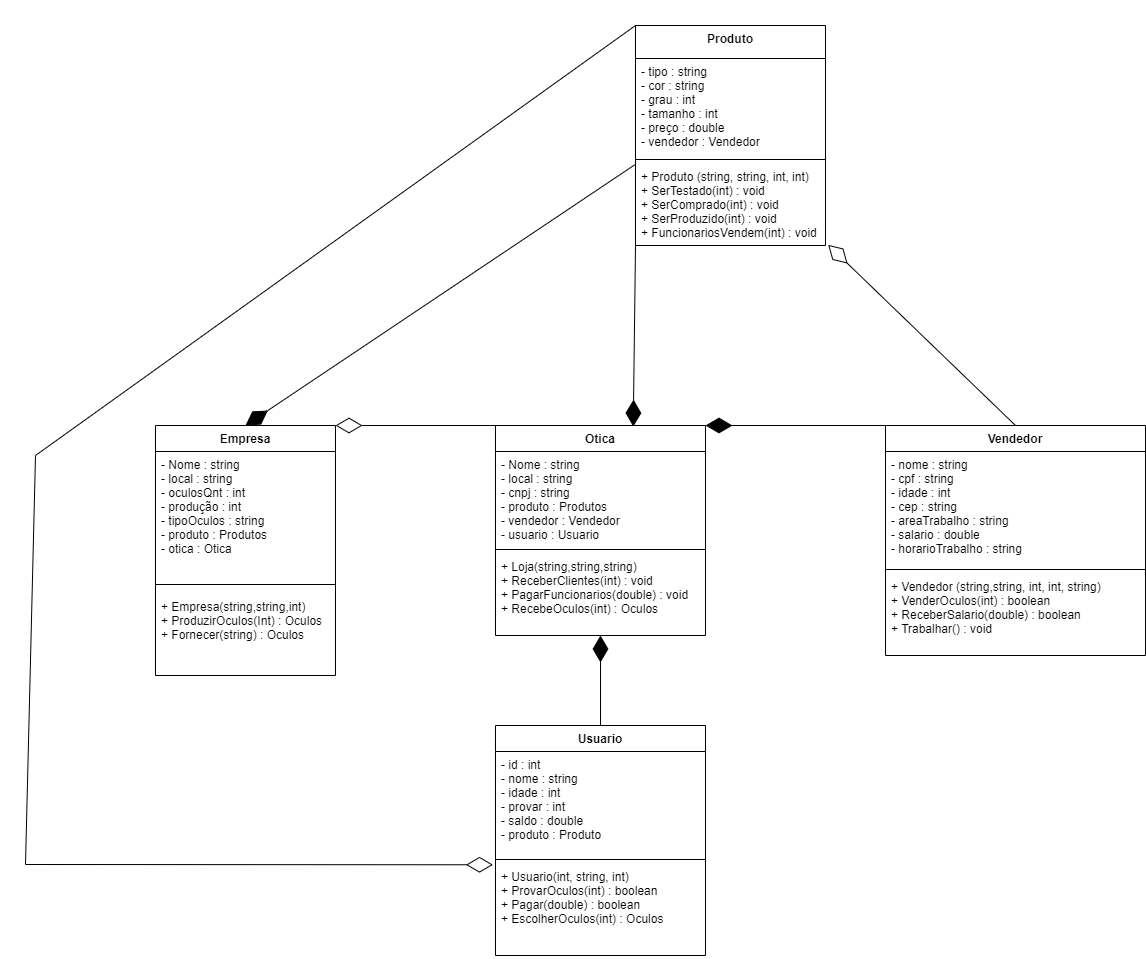 Produto
- tipo : string
- cor : string
- grau : int
- tamanho : int
- preço : double
- vendedor : Vendedor
+ Produto (string, string, int, int)
+ SerTestado(int) : void
+ SerComprado(int) : void
+ SerProduzido(int) : void
+ FuncionariosVendem(int) : void
Empresa
- Nome : string
- local : string
- oculosQnt : int
- produção : int
- tipoOculos : string
- produto : Produtos
- otica : Otica
+ Empresa(string,string,int)
+ ProduzirOculos(Int) : Oculos
+ Fornecer(string) : Oculos
Otica
- Nome : string
- local : string
- cnpj : string
- produto : Produtos
- vendedor : Vendedor
- usuario : Usuario
+ Loja(string,string,string)
+ ReceberClientes(int) : void
+ PagarFuncionarios(double) : void
+ RecebeOculos(int) : Oculos
Vendedor
- nome : string
- cpf : string
- idade : int
- cep : string
- areaTrabalho : string
- salario : double
- horarioTrabalho : string
+ Vendedor (string,string, int, int, string)
+ VenderOculos(int) : boolean
+ ReceberSalario(double) : boolean
+ Trabalhar() : void
Usuario
- id : int
- nome : string
- idade : int
- provar : int
- saldo : double
- produto : Produto
+ Usuario(int, string, int)
+ ProvarOculos(int) : boolean
+ Pagar(double) : boolean
+ EscolherOculos(int) : Oculos